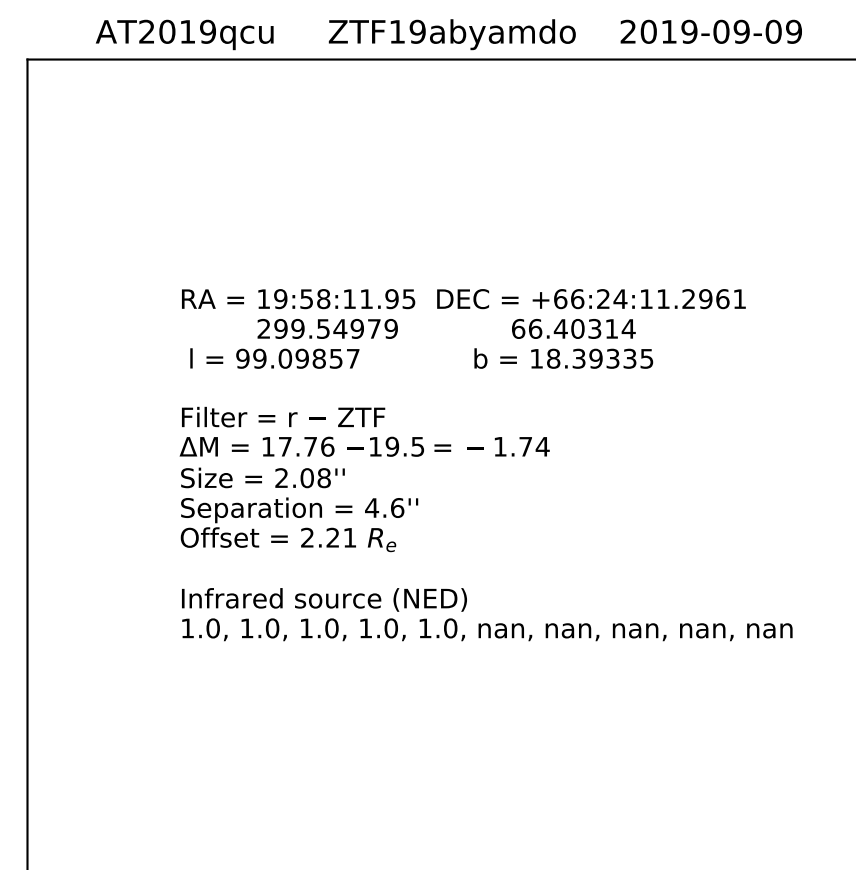 AT2019qcu ZTF19abyamdo 2019-09-09
RA = 19:58:11.95 DEC = +66:24:11.2961
299.54979 66.40314
l = 99.09857 b = 18.39335
Filter = r − ZTF
ΔM = 17.76 −19.5 = − 1.74
Size = 2.08''
Separation = 4.6''
Offset = 2.21 Re
Infrared source (NED)
1.0, 1.0, 1.0, 1.0, 1.0, nan, nan, nan, nan, nan